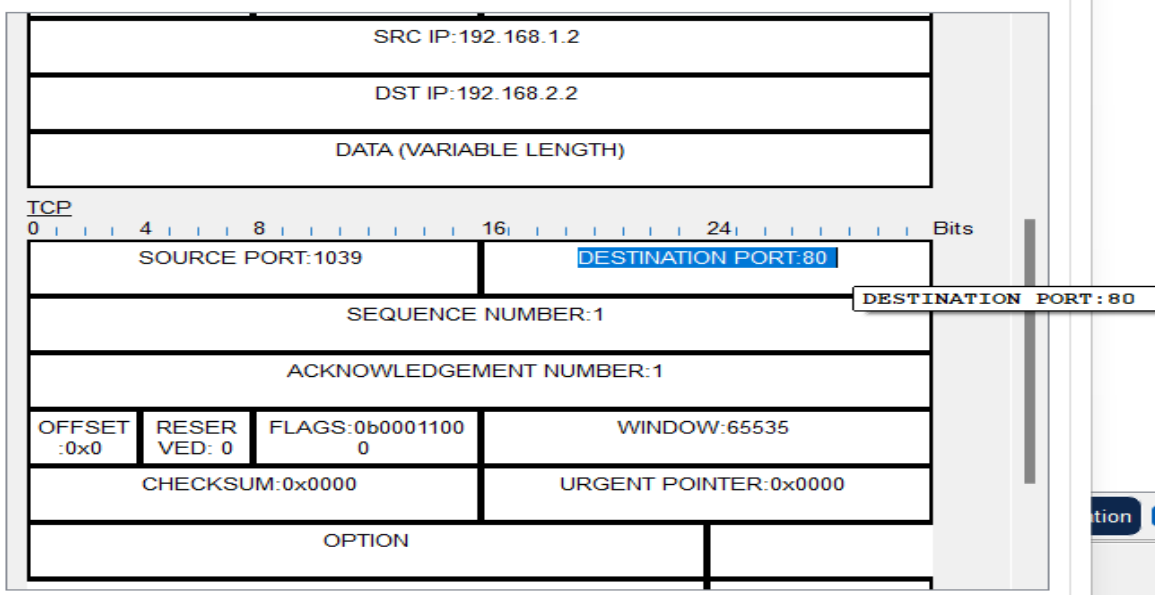 SRC IP:192.168.1.2
DST IP:192.168.2.2
DATA (VARIABLE LENGTH)
TCP
0 4 8 16 24 Bits
SOURCE PORT:1039 DESTINATION PORT:80
DESTINATION PORT:80
SEQUENCE NUMBER:1
ACKNOWLEDGEMENT NUMBER:1
OFFSET RESER FLAGS:0b0001100 WINDOW:65535
:0x0 VED: 0 0
CHECKSUM:0x0000 URGENT POINTER:0x0000
tion
OPTION